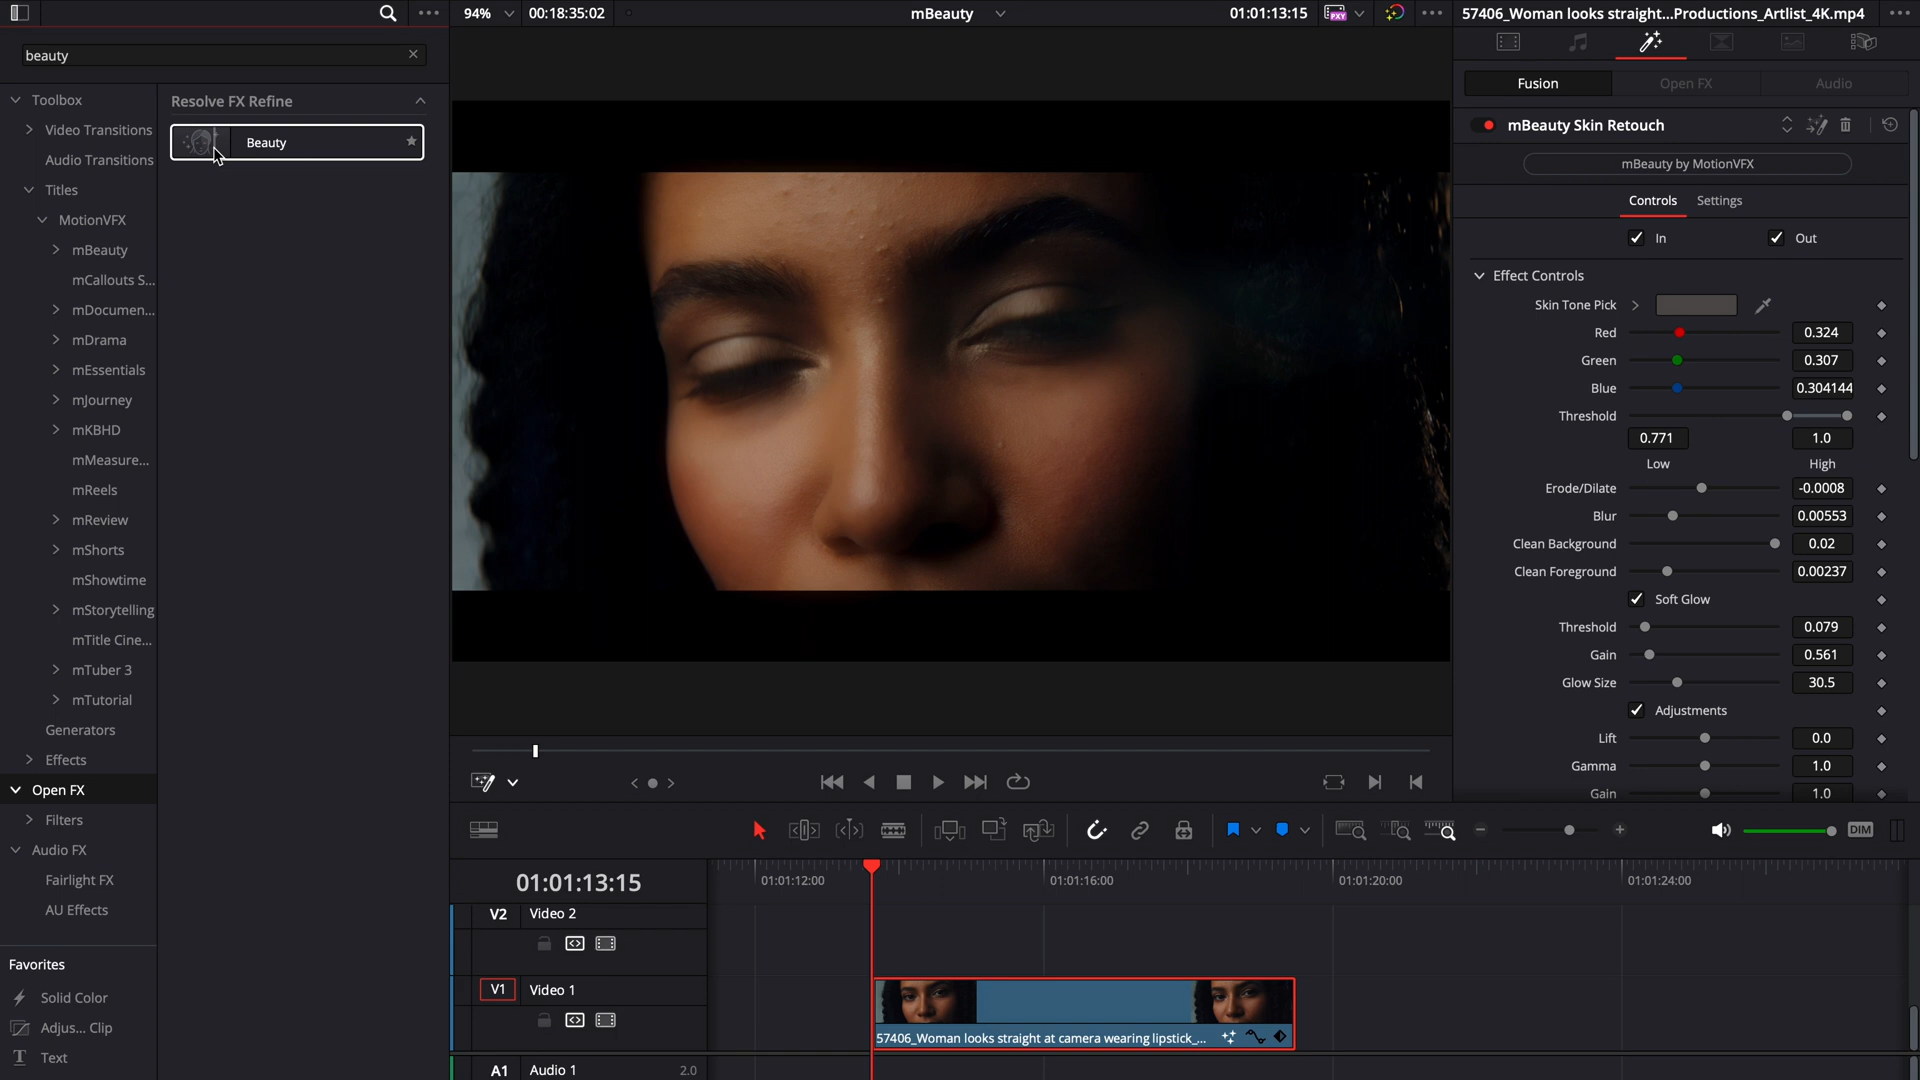 94%
00:18:35:02
mBeauty
01:01:13:15
PXY
57406_Woman looks straight...Productions_Artlist_4K.mp4
beauty
Fusion
Open FX
Audio
Toolbox
Video Transitions
Audio Transitions
Titles
MotionVFX
mBeauty
mCallouts S...
mDocumen...
mDrama
mEssentials
mJourney
mKBHD
mMeasure...
mReels
mReview
mShorts
mShowtime
mStorytelling
mTitle Cine...
mTuber 3
mTutorial
Generators
Effects
Open FX
Filters
Audio FX
Fairlight FX
AU Effects
Favorites
Solid Color
Adjus... Clip
Text
Resolve FX Refine
Beauty
mBeauty Skin Retouch
mBeauty by MotionVFX
Controls
Settings
In
Out
Effect Controls
Skin Tone Pick
Red 0.324
Green 0.307
Blue 0.304144
Threshold
0.771 1.0
Low High
Erode/Dilate -0.0008
Blur 0.00553
Clean Background 0.02
Clean Foreground 0.00237
Soft Glow
Threshold 0.079
Gain 0.561
Glow Size 30.5
Adjustments
Lift 0.0
Gamma 1.0
Gain 1.0
DIM
01:01:13:15
01:01:12:00
01:01:16:00
01:01:20:00
01:01:24:00
V2 Video 2
V1 Video 1
57406_Woman looks straight at camera wearing lipstick_...
A1 Audio 1 2.0